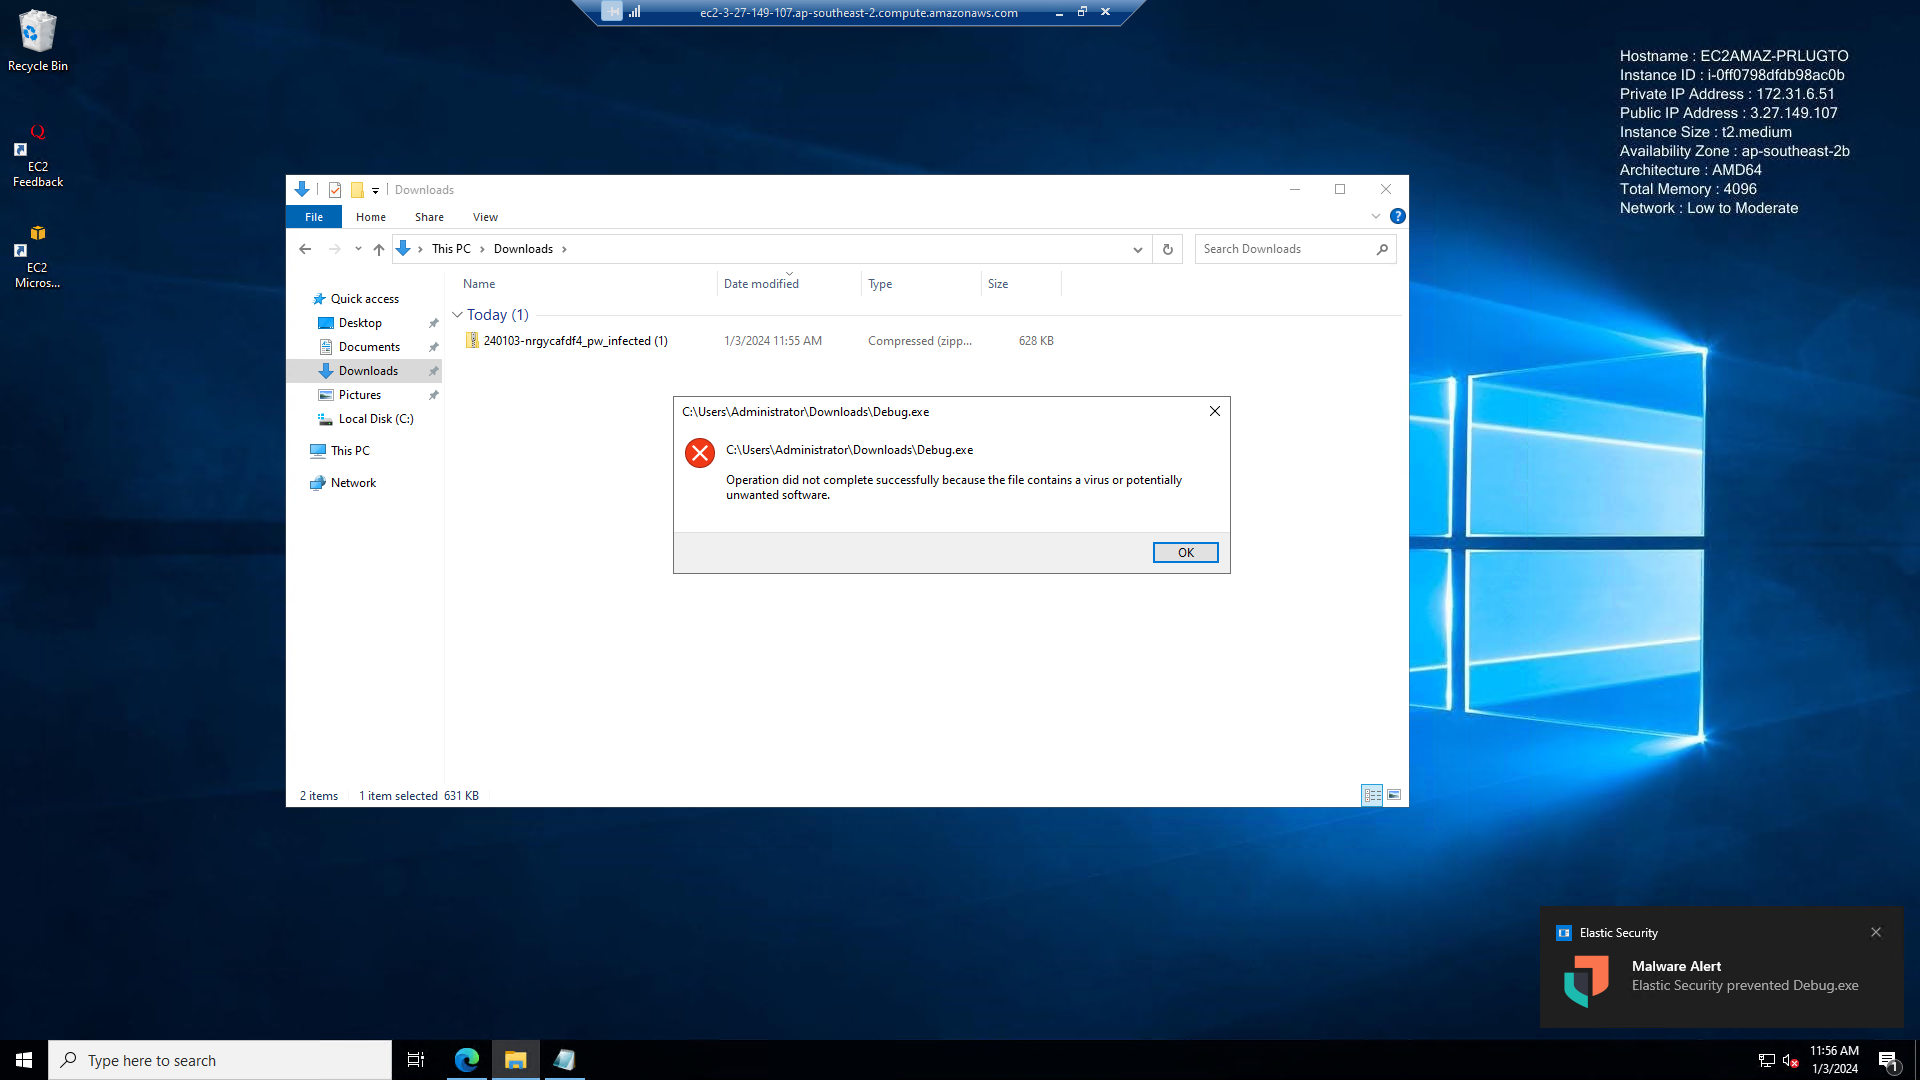 ec2-3-27-149-107.ap-southeast-2.compute.amazonaws.com
Recycle Bin
EC2
Feedback
EC2
Micros...
Hostname : EC2AMAZ-PRLUGTO
Instance ID : i-0ff0798dfdb98ac0b
Private IP Address : 172.31.6.51
Public IP Address : 3.27.149.107
Instance Size : t2.medium
Availability Zone : ap-southeast-2b
Architecture : AMD64
Total Memory : 4096
Network : Low to Moderate
Downloads
File Home Share View
This PC Downloads
Search Downloads
Name Date modified Type Size
Quick access
Desktop
Documents
Downloads
Pictures
Local Disk (C:)
This PC
Network
Today (1)
240103-nrgycafdf4_pw_infected (1) 1/3/2024 11:55 AM Compressed (zipp... 628 KB
C:\Users\Administrator\Downloads\Debug.exe
C:\Users\Administrator\Downloads\Debug.exe
Operation did not complete successfully because the file contains a virus or potentially
unwanted software.
OK
2 items 1 item selected 631 KB
Elastic Security
Malware Alert
Elastic Security prevented Debug.exe
Type here to search
11:56 AM
1/3/2024
1